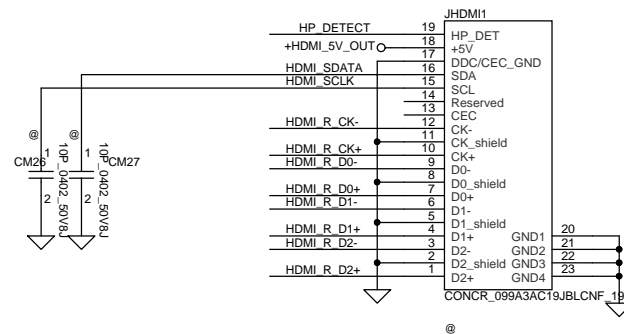 JHDMI1
HP_DETECT 19 HP_DET
+HDMI_5V_OUT 18 +5V
17 DDC/CEC_GND
HDMI_SDATA 16 SDA
HDMI_SCLK 15 SCL
14 Reserved
13 CEC
HDMI_R_CK- 12 CK-
11 CK_shield
HDMI_R_CK+ 10 CK+
HDMI_R_D0- 9 D0-
8 D0_shield
HDMI_R_D0+ 7 D0+
HDMI_R_D1- 6 D1-
5 D1_shield
HDMI_R_D1+ 4 D1+ GND1 20
HDMI_R_D2- 3 D2- GND2 21
2 D2_shield GND3 22
HDMI_R_D2+ 1 D2+ GND4 23
CONCR_099A3AC19JBLCNF_19
@
@
1
CM26
2
10P_0402_50V8J
@
1
CM27
2
10P_0402_50V8J